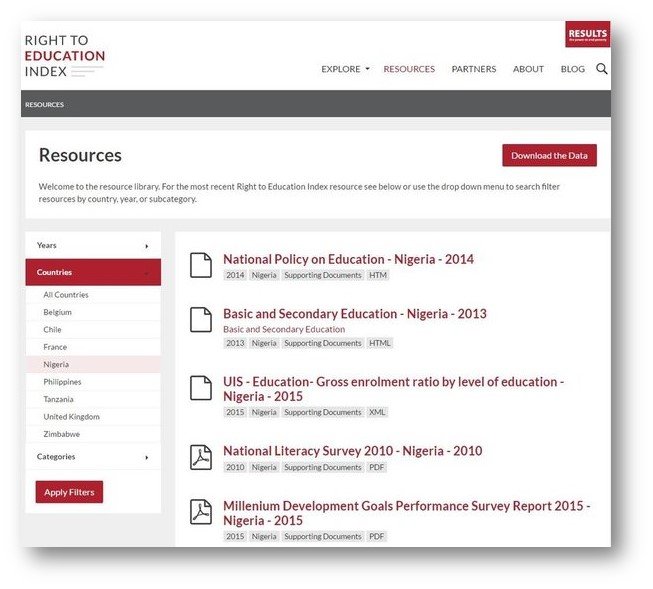 RIGHT TO
EDUCATION
INDEX
RESULTS
the power to end poverty
EXPLORE RESOURCES PARTNERS ABOUT BLOG
RESOURCES
Resources
Download the Data
Welcome to the resource library. For the most recent Right to Education Index resource see below or use the drop down menu to search filter
resources by country, year, or subcategory.
Years
Countries
All Countries
Belgium
Chile
France
Nigeria
Philippines
Tanzania
United Kingdom
Zimbabwe
Categories
Apply Filters
National Policy on Education - Nigeria - 2014
2014 Nigeria Supporting Documents HTM
Basic and Secondary Education - Nigeria - 2013
Basic and Secondary Education
2013 Nigeria Supporting Documents HTML
UIS - Education- Gross enrolment ratio by level of education -
Nigeria - 2015
2015 Nigeria Supporting Documents XML
National Literacy Survey 2010 - Nigeria - 2010
2010 Nigeria Supporting Documents PDF
Millenium Development Goals Performance Survey Report 2015 -
Nigeria - 2015
2015 Nigeria Supporting Documents PDF